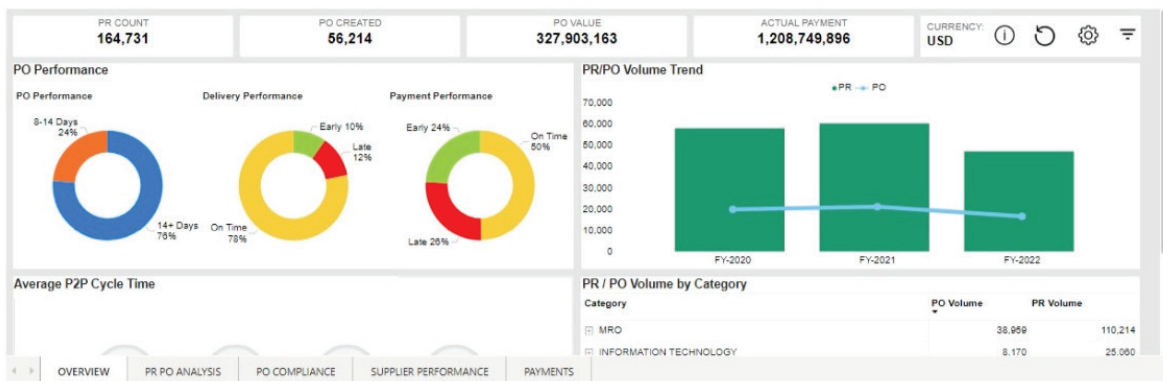 PR COUNT
164,731
PO CREATED
56,214
PO VALUE
327,903,163
ACTUAL PAYMENT
1,208,749,896
CURRENCY:
USD
PO Performance
PO Performance
8-14 Days
24%
14+ Days
76%
Delivery Performance
Early 10%
Late
12%
On Time
78%
Payment Performance
Early 24%
On Time
50%
Late 26%
PR/PO Volume Trend
PR PO
70,000
60,000
50,000
40,000
30,000
20,000
10,000
0
FY-2020 FY-2021 FY-2022
Average P2P Cycle Time
PR / PO Volume by Category
Category PO Volume PR Volume
MRO 38,959 110,214
INFORMATION TECHNOLOGY 8,170 25,060
OVERVIEW PR PO ANALYSIS PO COMPLIANCE SUPPLIER PERFORMANCE PAYMENTS